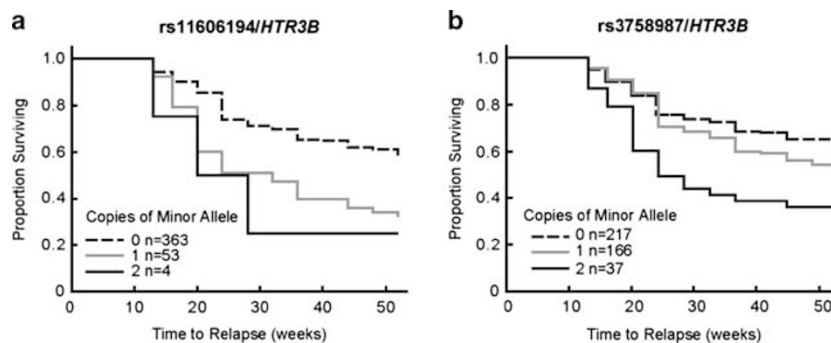 a
rs11606194/HTR3B
Proportion Surviving
1.0
0.8
0.6
0.4
0.2
0
Copies of Minor Allele
0 n=363
1 n=53
2 n=4
0 10 20 30 40 50
Time to Relapse (weeks)
b
rs3758987/HTR3B
Proportion Surviving
1.0
0.8
0.6
0.4
0.2
0
Copies of Minor Allele
0 n=217
1 n=166
2 n=37
0 10 20 30 40 50
Time to Relapse (weeks)